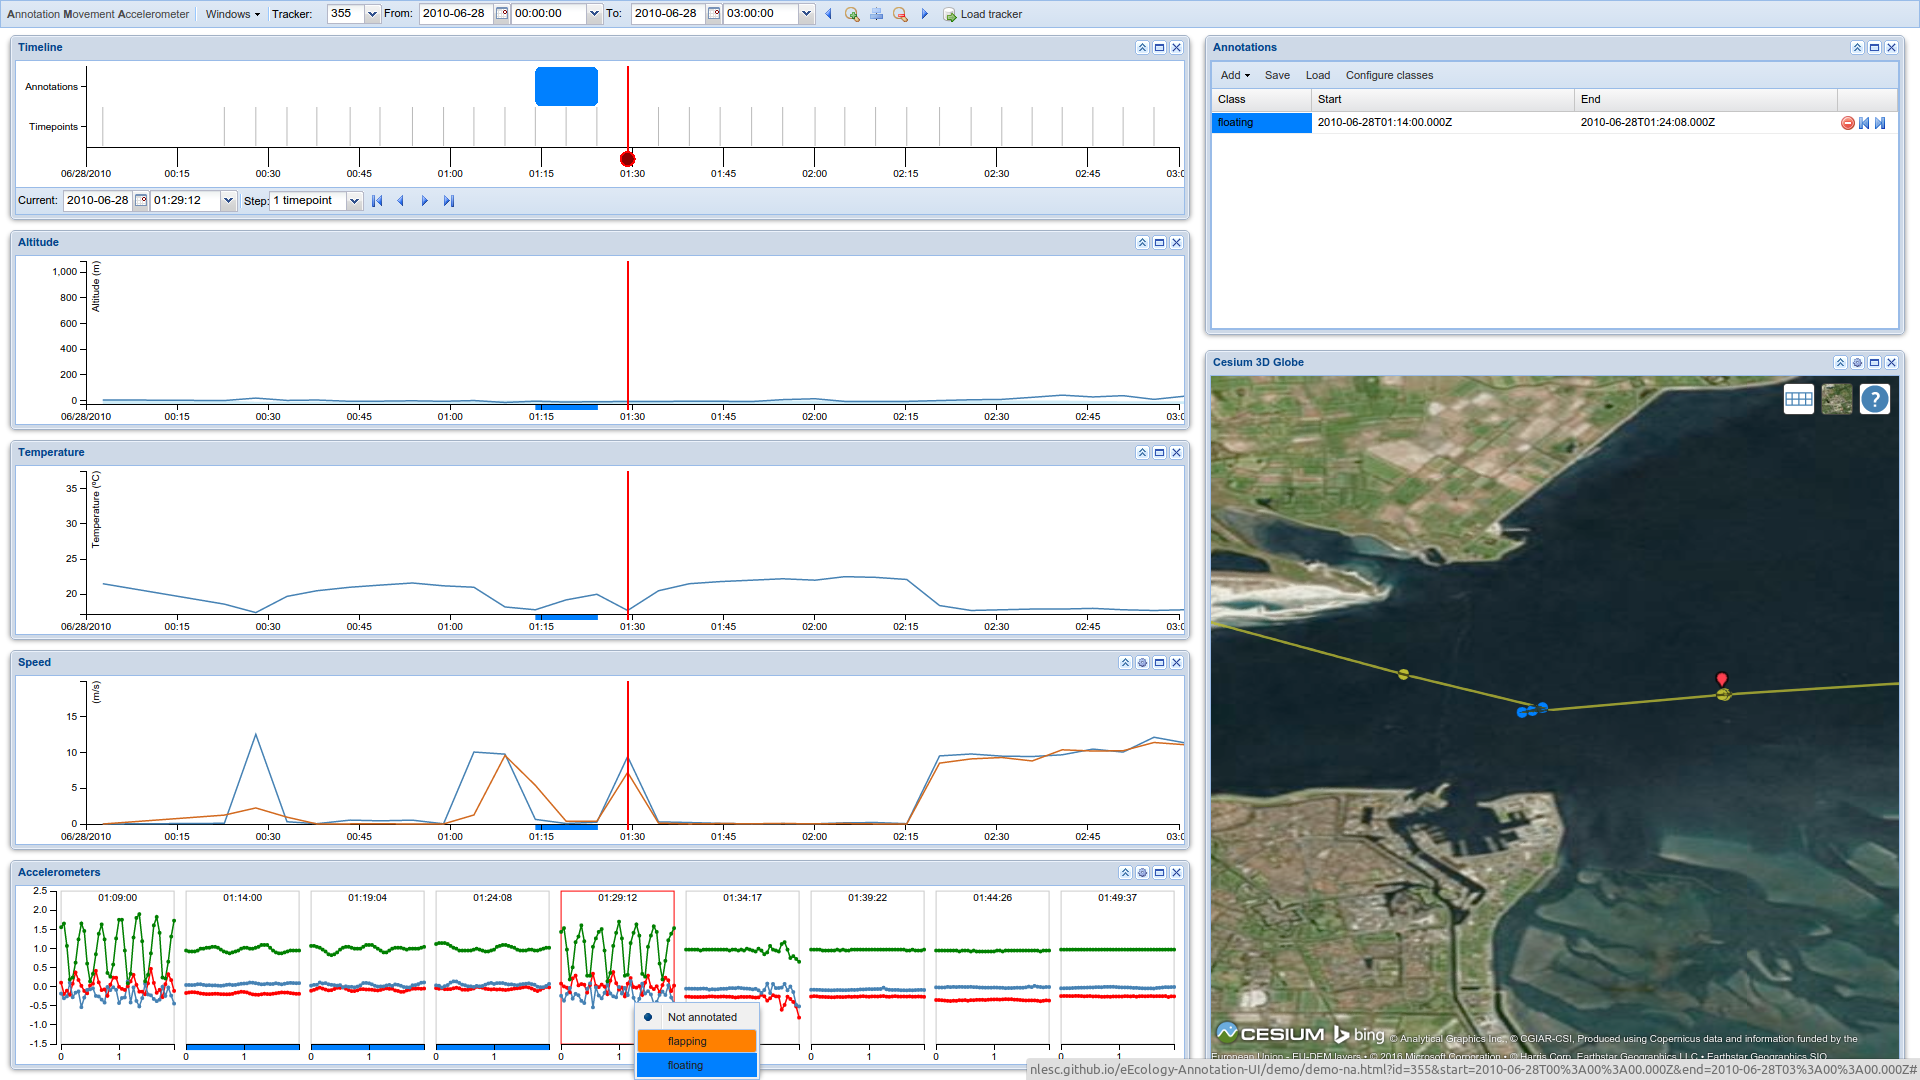 Annotation Movement Accelerometer Windows Tracker: 355 From: 2010-06-28 00:00:00 To: 2010-06-28 03:00:00 Load tracker
Timeline
Annotations
Timepoints
06/28/2010 00:15 00:30 00:45 01:00 01:15 01:30 01:45 02:00 02:15 02:30 02:45 03:0
Current: 2010-06-28 01:29:12 Step: 1 timepoint
Altitude
Altitude (m)
1,000
800
600
400
200
0
06/28/2010 00:15 00:30 00:45 01:00 01:15 01:30 01:45 02:00 02:15 02:30 02:45 03:0
Temperature
Temperature (°C)
35
30
25
20
06/28/2010 00:15 00:30 00:45 01:00 01:15 01:30 01:45 02:00 02:15 02:30 02:45 03:0
Speed
(m/s)
15
10
5
0
06/28/2010 00:15 00:30 00:45 01:00 01:15 01:30 01:45 02:00 02:15 02:30 02:45 03:0
Accelerometers
01:09:00 01:14:00 01:19:04 01:24:08 01:29:12 01:34:17 01:39:22 01:44:26 01:49:37
2.5
2.0
1.5
1.0
0.5
0.0
-0.5
-1.0
-1.5
0 1 0 1 0 1 0 1 0 1 0 1 0 1 0 1
Not annotated
flapping
floating
Annotations
Add Save Load Configure classes
Class Start End
floating 2010-06-28T01:14:00.000Z 2010-06-28T01:24:08.000Z
Cesium 3D Globe
?
CESIUM bing © Analytical Graphics Inc., © CGIAR-CSI, Produced using Copernicus data and information funded by the
European Union - EU-DEM layers • © 2016 Microsoft Corporation • © Harris Corp, Earthstar Geographics LLC • Earthstar Geographics SIO
nlesc.github.io/eEcology-Annotation-UI/demo/demo-na.html?id=355&start=2010-06-28T00%3A00%3A00.000Z&end=2010-06-28T03%3A00%3A00.000Z#